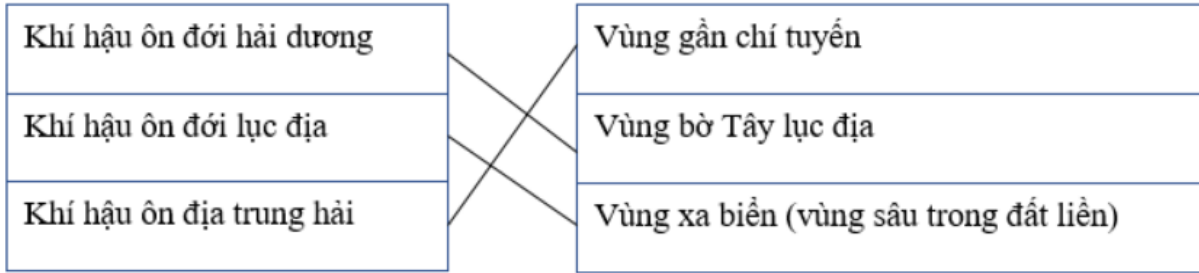 Khí hậu ôn đới hải dương
Vùng gần chí tuyến
Khí hậu ôn đới lục địa
Vùng bờ Tây lục địa
Khí hậu ôn địa trung hải
Vùng xa biển (vùng sâu trong đất liền)